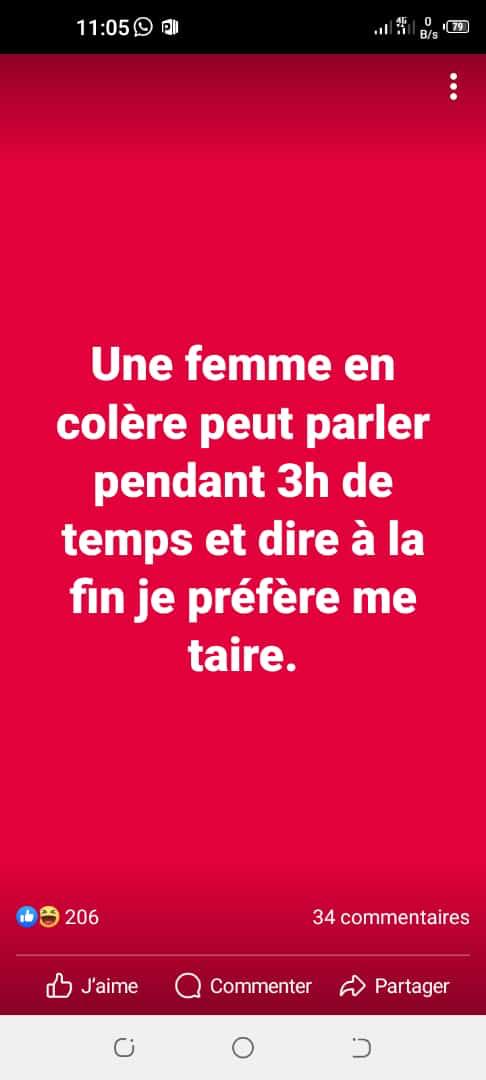 11:05
4G 0 B/s 79
Une femme en
colère peut parler
pendant 3h de
temps et dire à la
fin je préfère me
taire.
206
34 commentaires
J'aime
Commenter
Partager